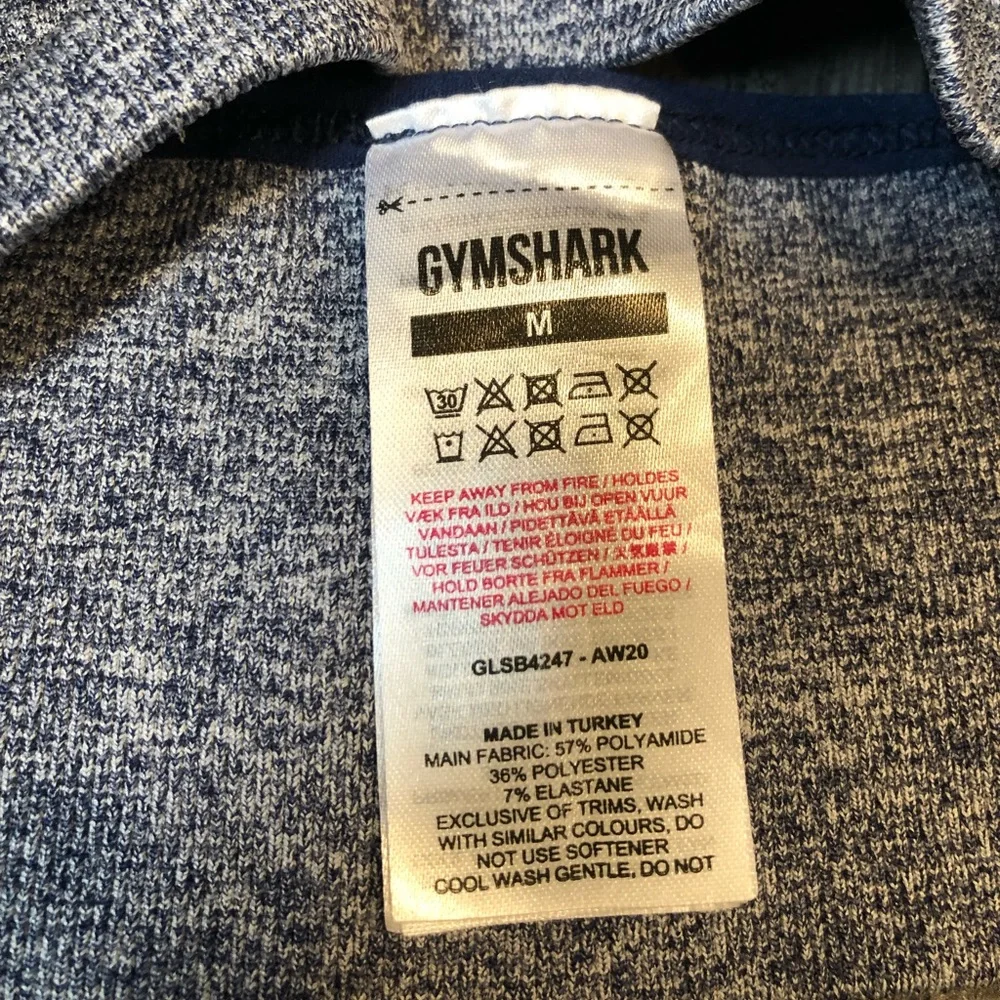 GYMSHARK
M
30
KEEP AWAY FROM FIRE / HOLDES
VÆK FRA ILD / HOU BIJ OPEN VUUR
VANDAAN / PIDETTÄVÄ ETÄÄLLÄ
TULESTA / TENIR ÉLOIGNÉ DU FEU /
VOR FEUER SCHÜTZEN / /
HOLD BORTE FRA FLAMMER /
MANTENER ALEJADO DEL FUEGO /
SKYDDA MOT ELD
GLSB4247 - AW20
MADE IN TURKEY
MAIN FABRIC: 57% POLYAMIDE
36% POLYESTER
7% ELASTANE
EXCLUSIVE OF TRIMS, WASH
WITH SIMILAR COLOURS, DO
NOT USE SOFTENER
COOL WASH GENTLE, DO NOT